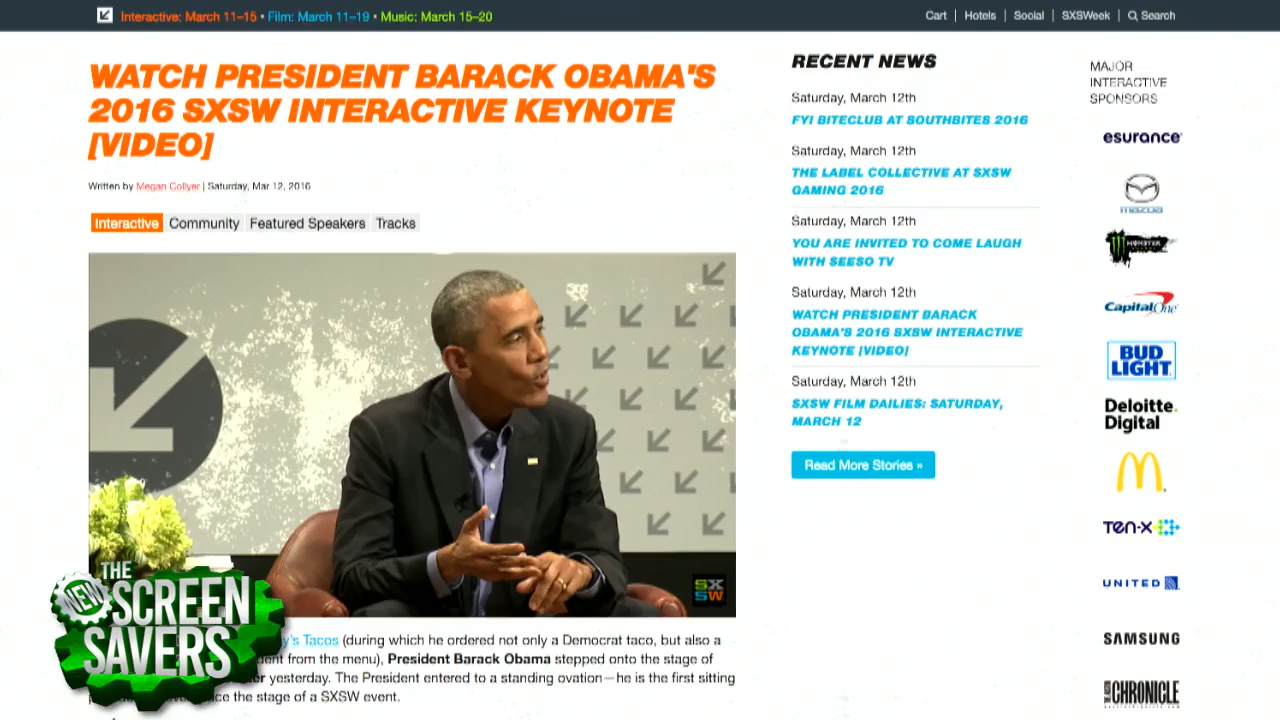 Interactive: March 11–15 • Film: March 11–19 • Music: March 15–20
Cart | Hotels | Social | SXSWeek | Search
WATCH PRESIDENT BARACK OBAMA'S
2016 SXSW INTERACTIVE KEYNOTE
[VIDEO]
Written by Megan Collyer | Saturday, Mar 12, 2016
Interactive Community Featured Speakers Tracks
SX
SW
THE
NEW
SCREEN
SAVERS
y's Tacos (during which he ordered not only a Democrat taco, but also a
dent from the menu), President Barack Obama stepped onto the stage of
yesterday. The President entered to a standing ovation—he is the first sitting
the stage of a SXSW event.
RECENT NEWS
Saturday, March 12th
FYI BITECLUB AT SOUTHBITES 2016
Saturday, March 12th
THE LABEL COLLECTIVE AT SXSW
GAMING 2016
Saturday, March 12th
YOU ARE INVITED TO COME LAUGH
WITH SEESO TV
Saturday, March 12th
WATCH PRESIDENT BARACK
OBAMA'S 2016 SXSW INTERACTIVE
KEYNOTE [VIDEO]
Saturday, March 12th
SXSW FILM DAILIES: SATURDAY,
MARCH 12
Read More Stories »
MAJOR
INTERACTIVE
SPONSORS
esurance
mazda
MONSTER
Capital One
BUD
LIGHT
Deloitte.
Digital
TEN-X
UNITED
SAMSUNG
CHRONICLE